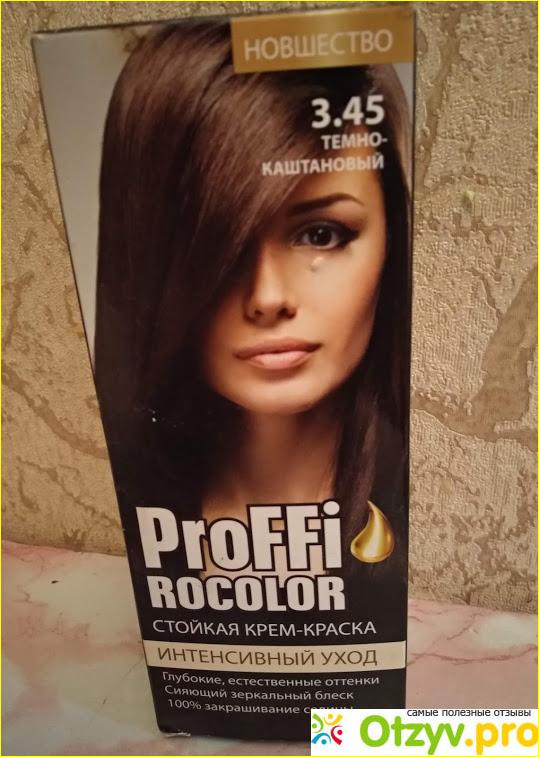 НОВШЕСТВО
3.45
ТЕМНО-
КАШТАНОВЫЙ
PROFFi
ROCOLOR
СТОЙКАЯ КРЕМ-КРАСКА
ИНТЕНСИВНЫЙ УХОД
Глубокие, естественные оттенки
Сияющий зеркальный блеск
100% закрашивание седины
самые полезные отзывы
Otzyv.pro